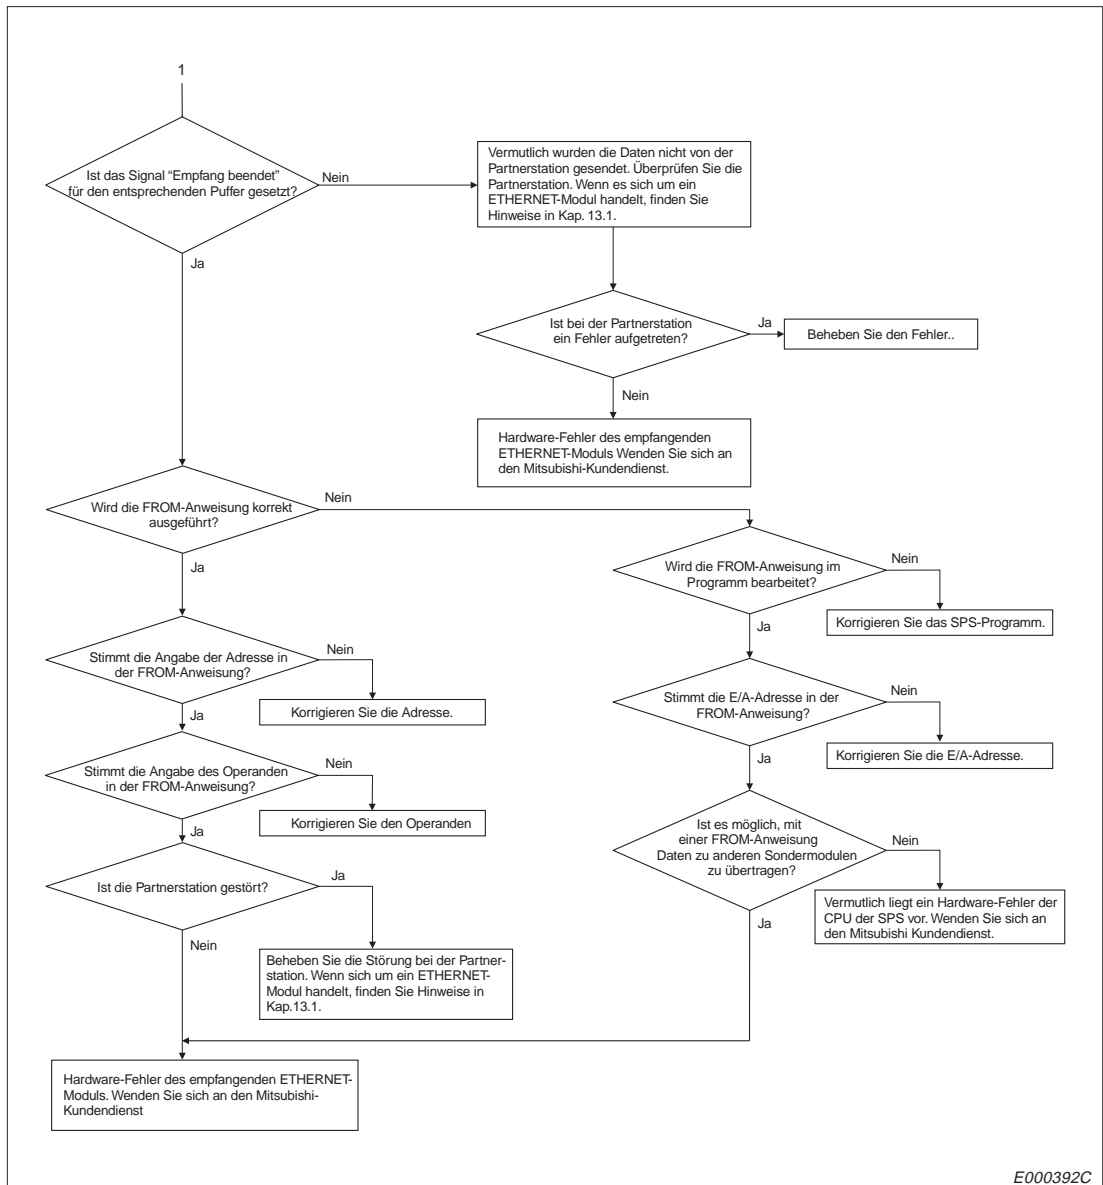 1
Ist das Signal “Empfang beendet”
für den entsprechenden Puffer gesetzt?
Nein
Vermutlich wurden die Daten nicht von der
Partnerstation gesendet. Überprüfen Sie die
Partnerstation. Wenn es sich um ein
ETHERNET-Modul handelt, finden Sie
Hinweise in Kap. 13.1.
Ja
Ist bei der Partnerstation
ein Fehler aufgetreten?
Ja
Beheben Sie den Fehler..
Nein
Hardware-Fehler des empfangenden
ETHERNET-Moduls Wenden Sie sich an
den Mitsubishi-Kundendienst.
Wird die FROM-Anweisung korrekt
ausgeführt?
Nein
Ja
Wird die FROM-Anweisung im
Programm bearbeitet?
Nein
Korrigieren Sie das SPS-Programm.
Ja
Stimmt die Angabe der Adresse in
der FROM-Anweisung?
Nein
Korrigieren Sie die Adresse.
Ja
Stimmt die E/A-Adresse in der
FROM-Anweisung?
Nein
Korrigieren Sie die E/A-Adresse.
Ja
Stimmt die Angabe des Operanden
in der FROM-Anweisung?
Nein
Korrigieren Sie den Operanden
Ja
Ist es möglich, mit
einer FROM-Anweisung
Daten zu anderen Sondermodulen
zu übertragen?
Nein
Vermutlich liegt ein Hardware-Fehler der
CPU der SPS vor. Wenden Sie sich an
den Mitsubishi Kundendienst.
Ja
Ist die Partnerstation gestört?
Ja
Nein
Beheben Sie die Störung bei der Partner-
station. Wenn sich um ein ETHERNET-
Modul handelt, finden Sie Hinweise in
Kap.13.1.
Hardware-Fehler des empfangenden ETHERNET-
Moduls. Wenden Sie sich an den Mitsubishi-
Kundendienst
E000392C